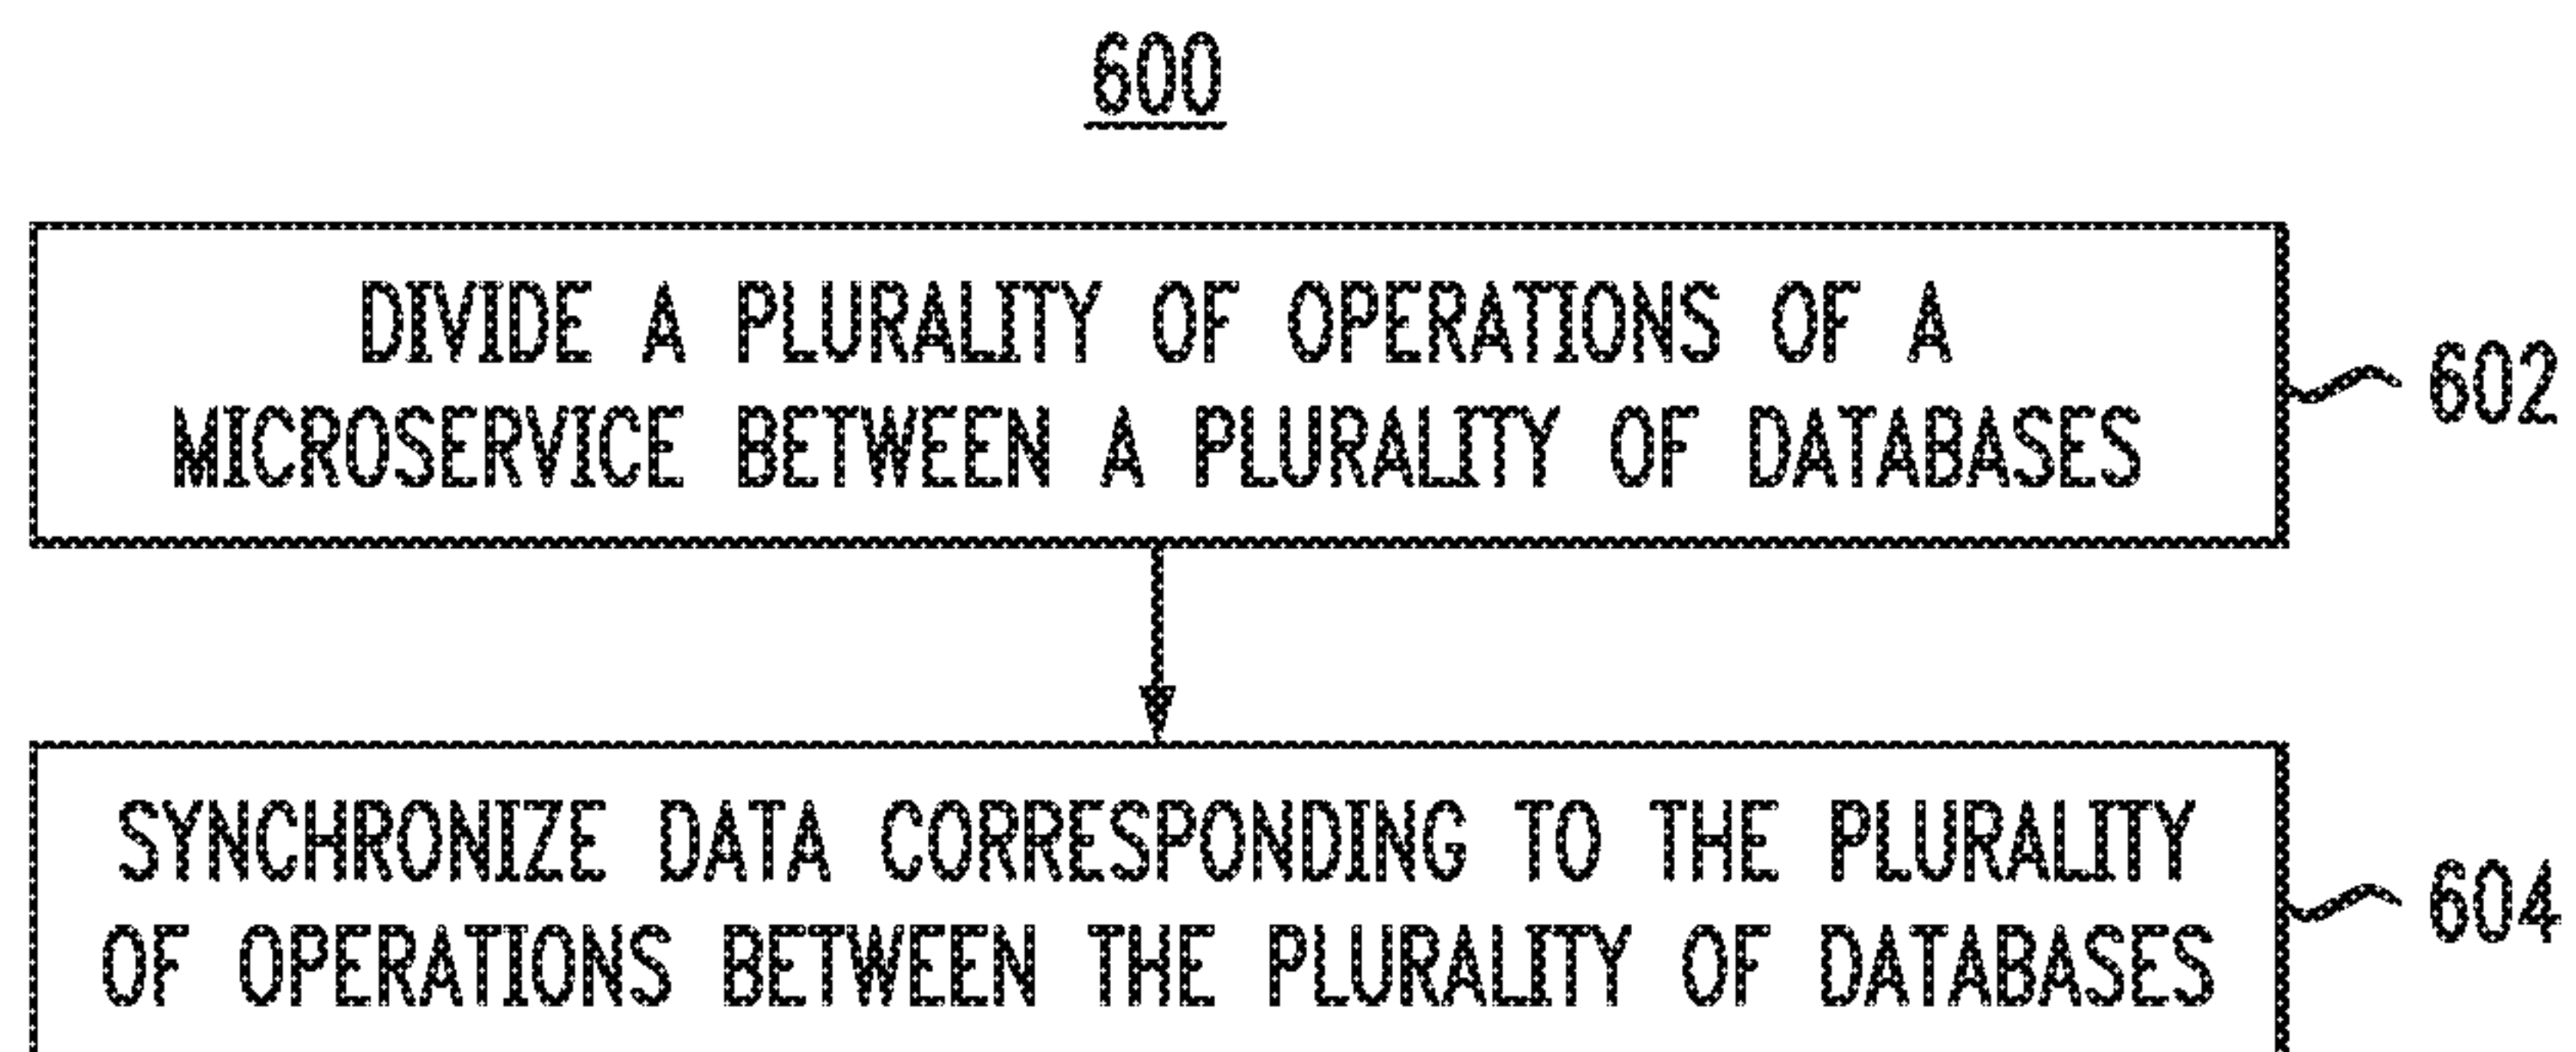 600
DIVIDE A PLURALITY OF OPERATIONS OF A
MICROSERVICE BETWEEN A PLURALITY OF DATABASES
602
SYNCHRONIZE DATA CORRESPONDING TO THE PLURALITY
OF OPERATIONS BETWEEN THE PLURALITY OF DATABASES
604